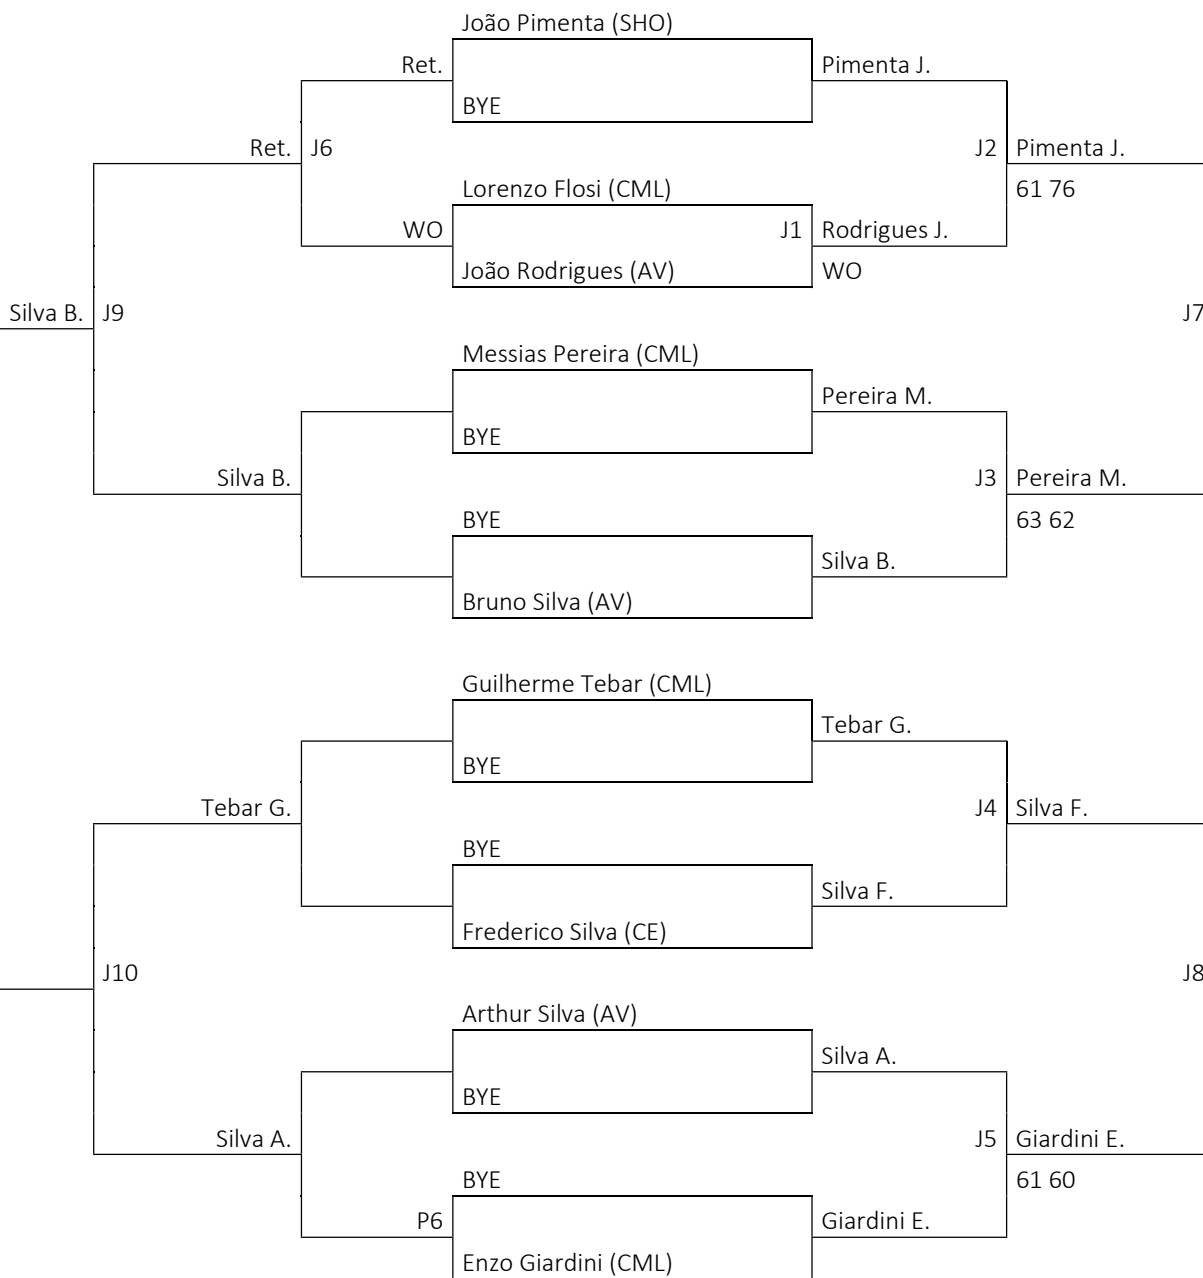 João Pimenta (SHO)
Ret. Pimenta J.
BYE
Ret. J6 J2 Pimenta J.
Lorenzo Flosi (CML) 61 76
WO J1 Rodrigues J.
João Rodrigues (AV) WO
Silva B. J9 J7
Messias Pereira (CML)
Pereira M.
BYE
Silva B. J3 Pereira M.
BYE 63 62
Silva B.
Bruno Silva (AV)
Guilherme Tebar (CML)
Tebar G.
BYE
Tebar G. J4 Silva F.
BYE
Silva F.
Frederico Silva (CE)
J10 J8
Arthur Silva (AV)
Silva A.
BYE
Silva A. J5 Giardini E.
BYE 61 60
P6 Giardini E.
Enzo Giardini (CML)